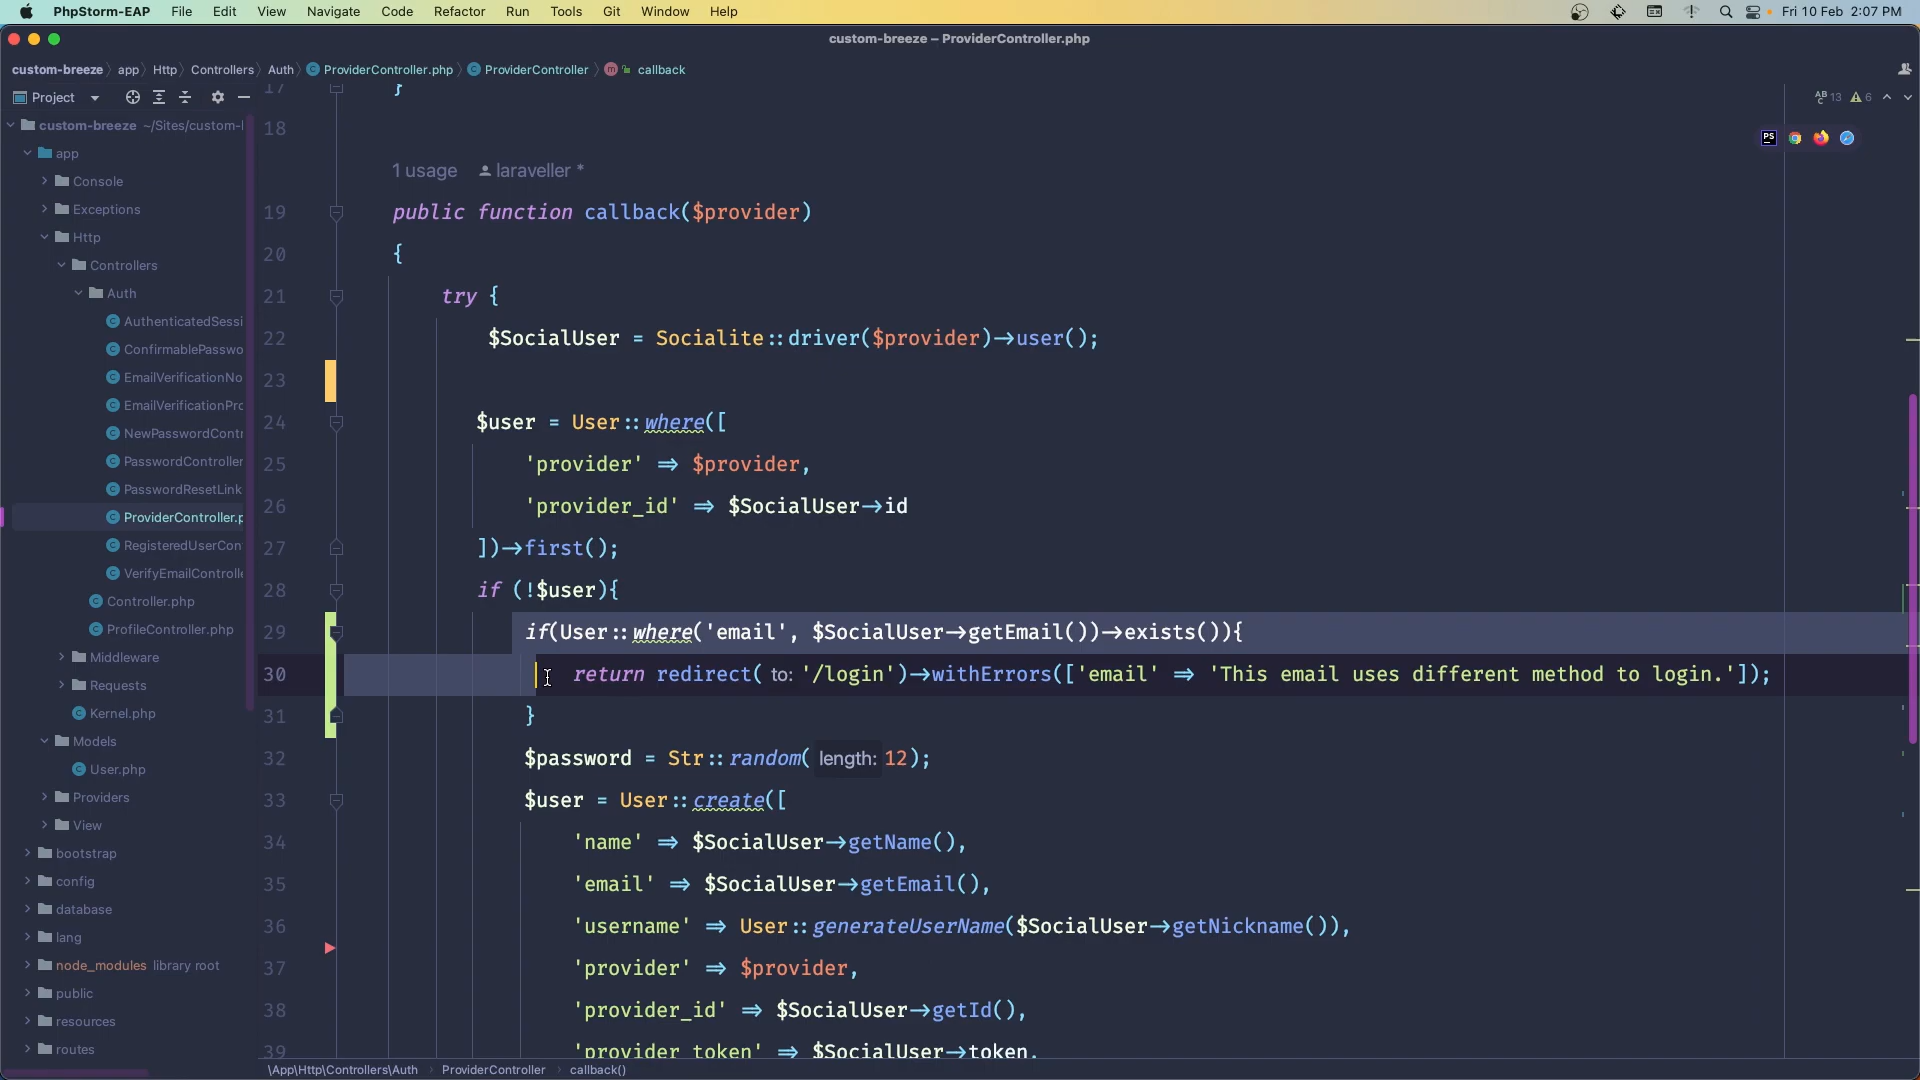 PhpStorm-EAP File Edit View Navigate Code Refactor Run Tools Git Window Help Fri 10 Feb 2:07 PM
custom-breeze – ProviderController.php
custom-breeze app Http Controllers Auth ProviderController.php ProviderController m callback
Project
custom-breeze ~/Sites/custom-
app
Console
Exceptions
Http
Controllers
Auth
AuthenticatedSessi
ConfirmablePasswo
EmailVerificationNo
EmailVerificationPro
NewPasswordContr
PasswordController
PasswordResetLink
ProviderController.p
RegisteredUserCon
VerifyEmailControlle
Controller.php
ProfileController.php
Middleware
Requests
Kernel.php
Models
User.php
Providers
View
bootstrap
config
database
lang
node_modules library root
public
resources
routes
13 6
PS
17 }
18
1 usage laraveller *
19 public function callback($provider)
20 {
21 try {
22 $SocialUser = Socialite::driver($provider)->user();
23
24 $user = User::where([
25 'provider' => $provider,
26 'provider_id' => $SocialUser->id
27 ])->first();
28 if (!$user){
29 if(User::where('email', $SocialUser->getEmail())->exists()){
30 return redirect( to: '/login')->withErrors(['email' => 'This email uses different method to login.']);
31 }
32 $password = Str::random( length: 12);
33 $user = User::create([
34 'name' => $SocialUser->getName(),
35 'email' => $SocialUser->getEmail(),
36 'username' => User::generateUserName($SocialUser->getNickname()),
37 'provider' => $provider,
38 'provider_id' => $SocialUser->getId(),
39 'provider_token' => $SocialUser->token,
\App\Http\Controllers\Auth ProviderController callback()